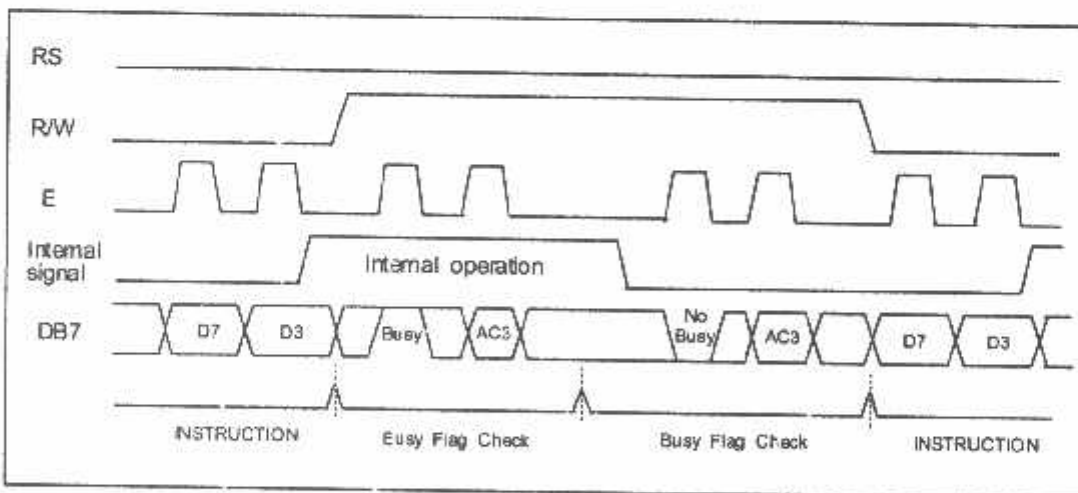 RS
R/W
E
Internal
signal
Internal operation
DB7
D7
D3
Busy
AC3
No
Busy
AC3
D7
D3
INSTRUCTION
Eusy Flag Check
Busy Flag Check
INSTRUCTION